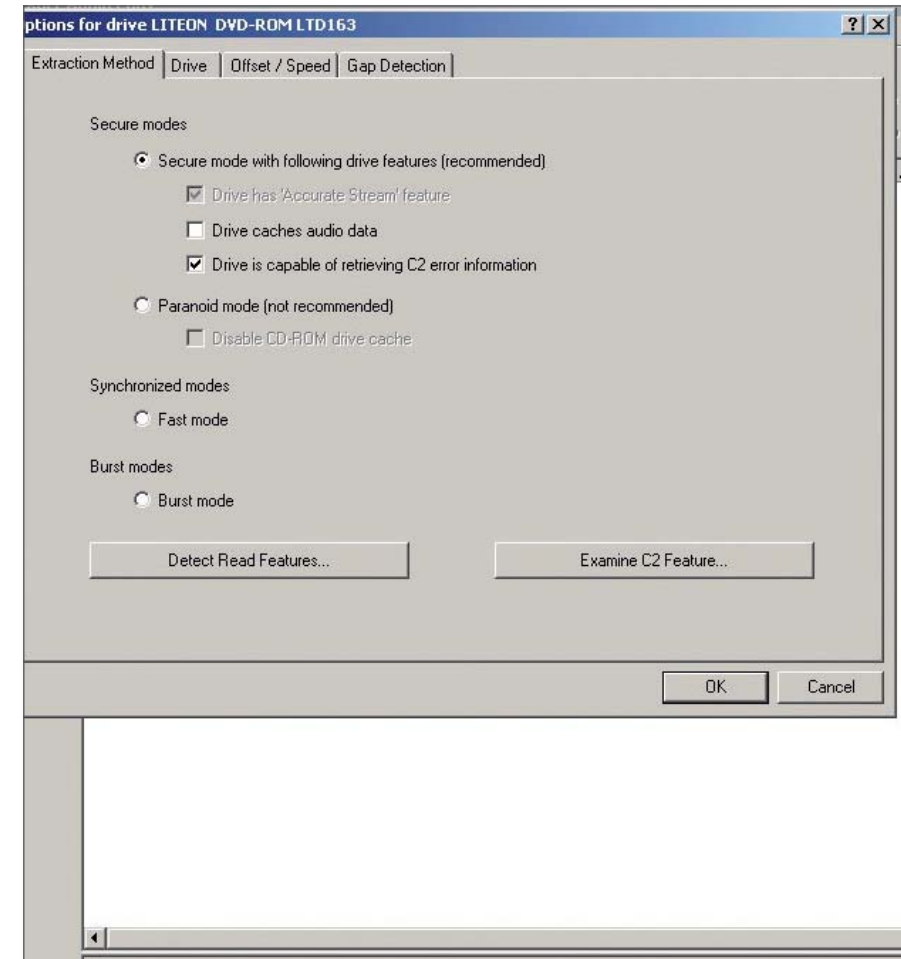 ptions for drive LITEON DVD-ROM LTD163
Extraction Method Drive Offset / Speed Gap Detection
Secure modes
Secure mode with following drive features (recommended)
Drive has 'Accurate Stream' feature
Drive caches audio data
Drive is capable of retrieving C2 error information
Paranoid mode (not recommended)
Disable CD-ROM drive cache
Synchronized modes
Fast mode
Burst modes
Burst mode
Detect Read Features... Examine C2 Feature...
OK Cancel